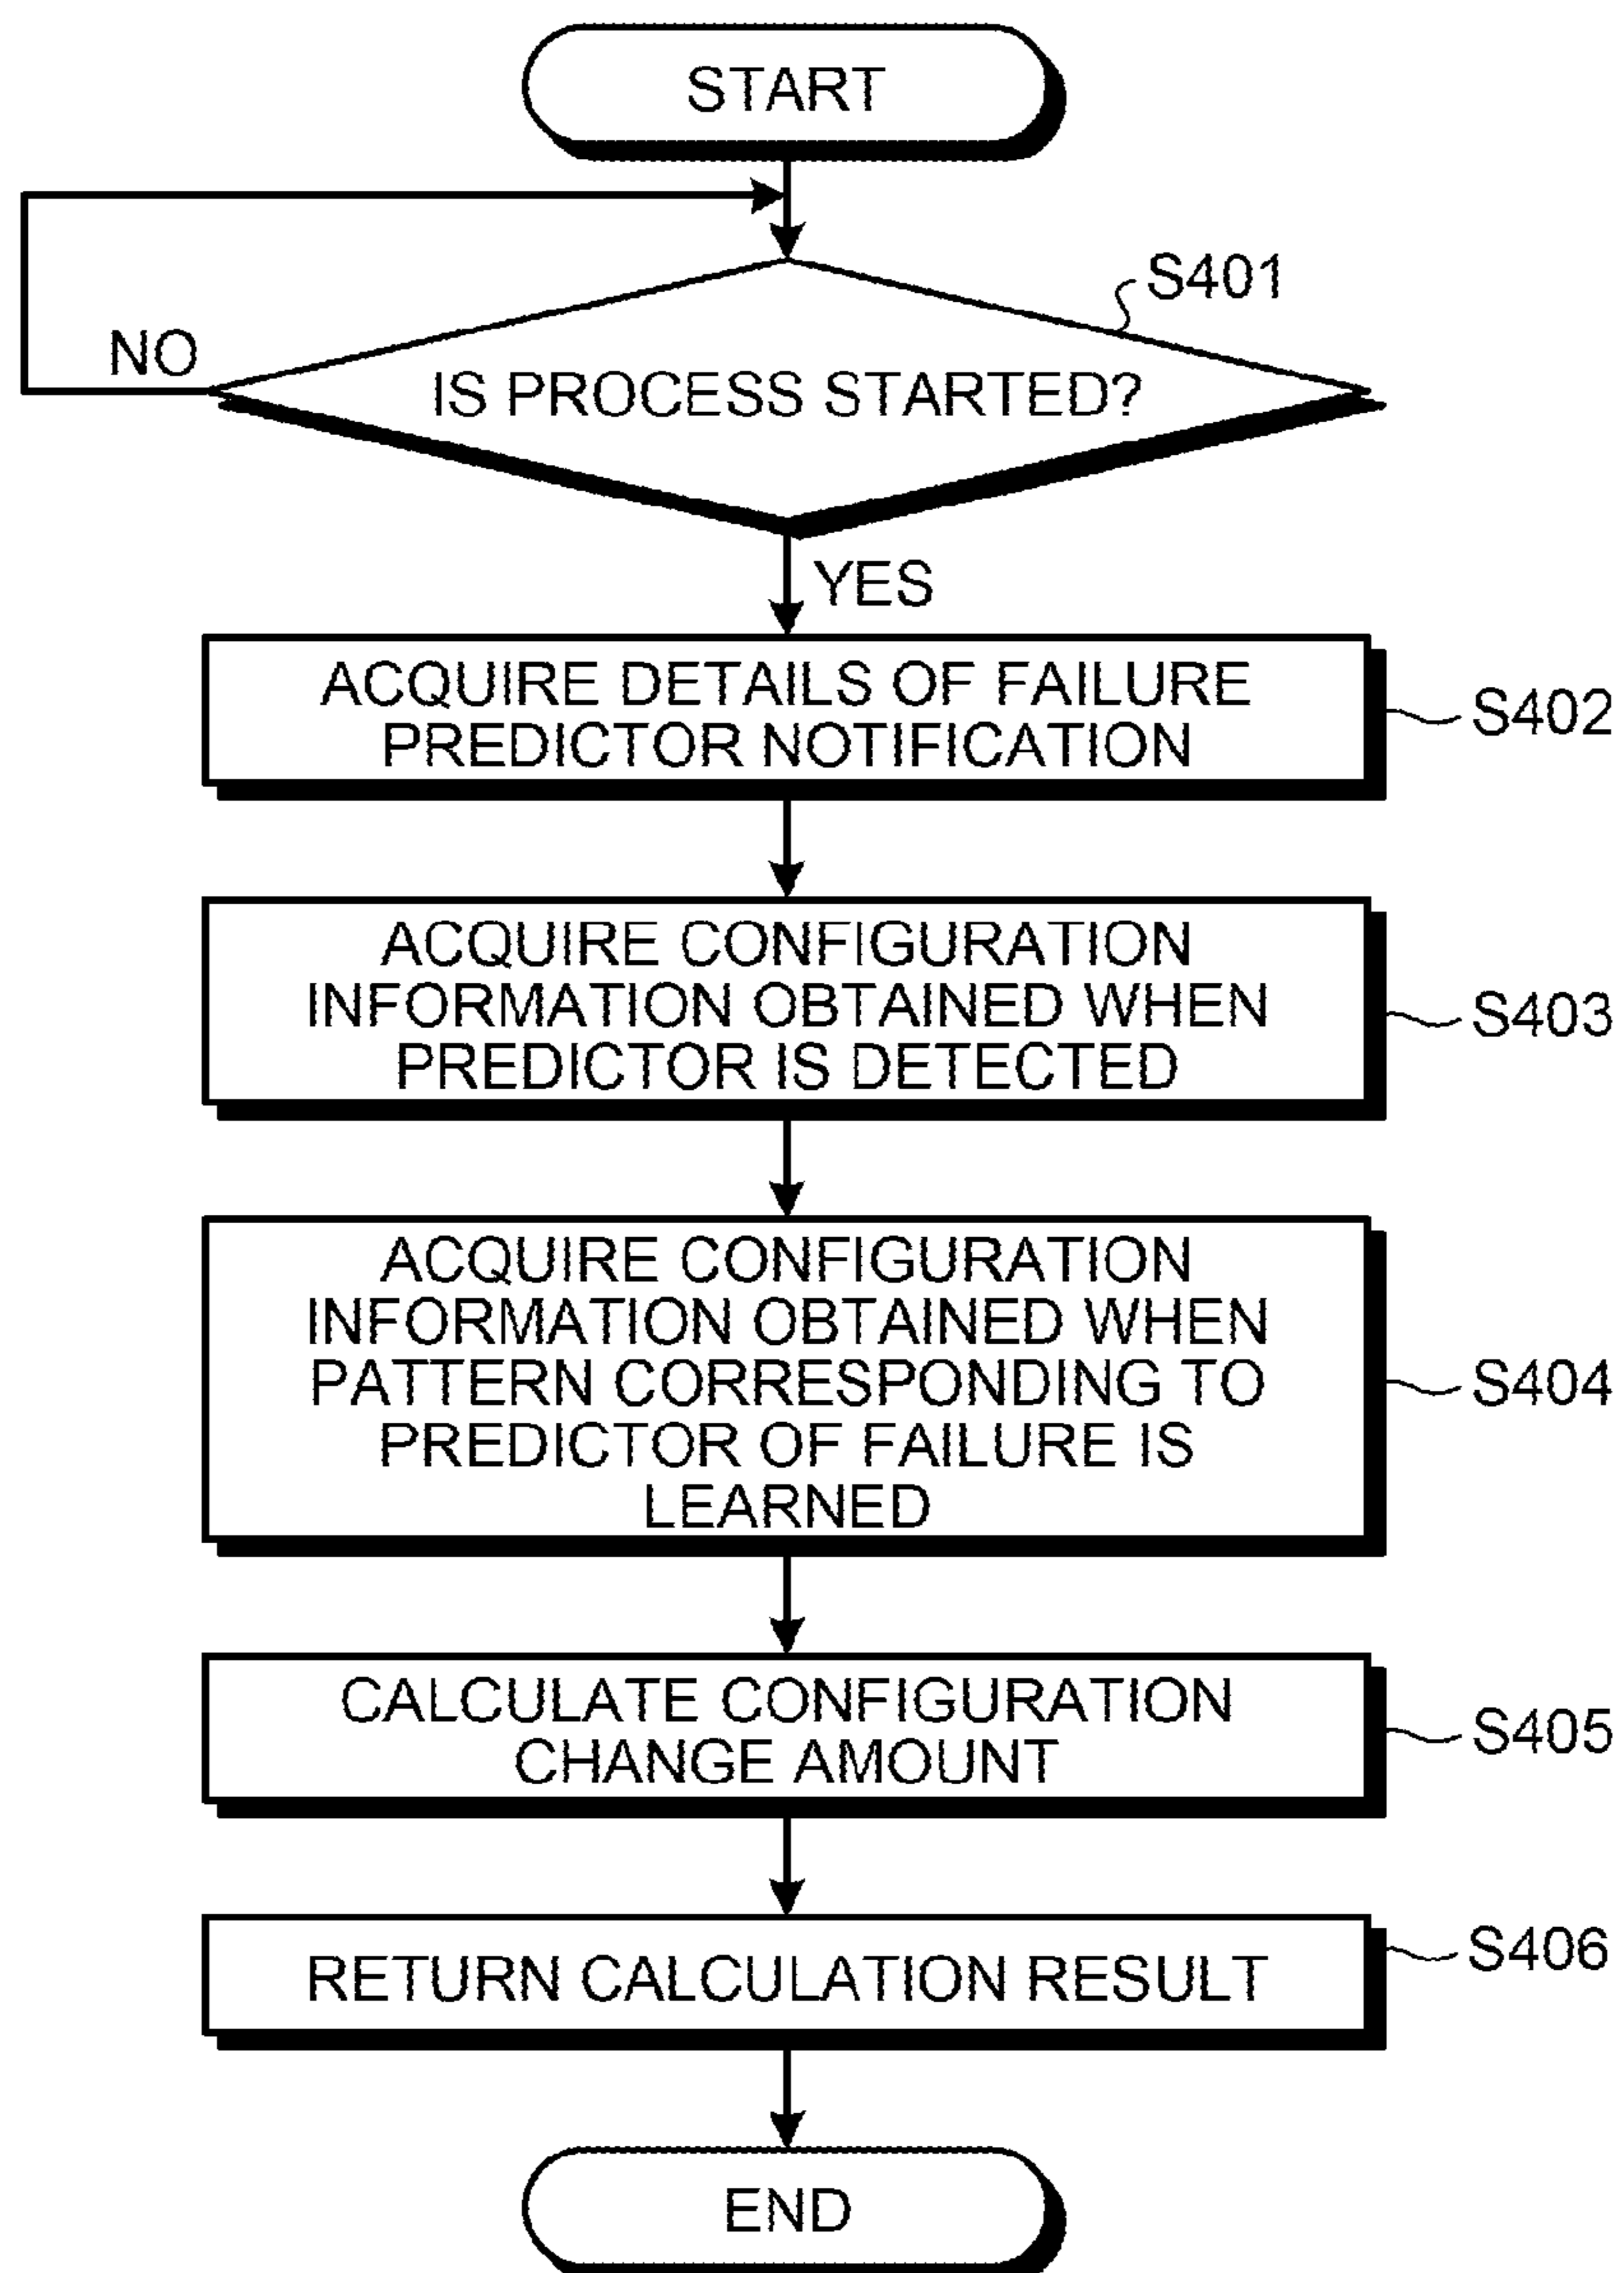 START
S401
NO
IS PROCESS STARTED?
YES
ACQUIRE DETAILS OF FAILURE
PREDICTOR NOTIFICATION
S402
ACQUIRE CONFIGURATION
INFORMATION OBTAINED WHEN
PREDICTOR IS DETECTED
S403
ACQUIRE CONFIGURATION
INFORMATION OBTAINED WHEN
PATTERN CORRESPONDING TO
PREDICTOR OF FAILURE IS
LEARNED
S404
CALCULATE CONFIGURATION
CHANGE AMOUNT
S405
RETURN CALCULATION RESULT
S406
END